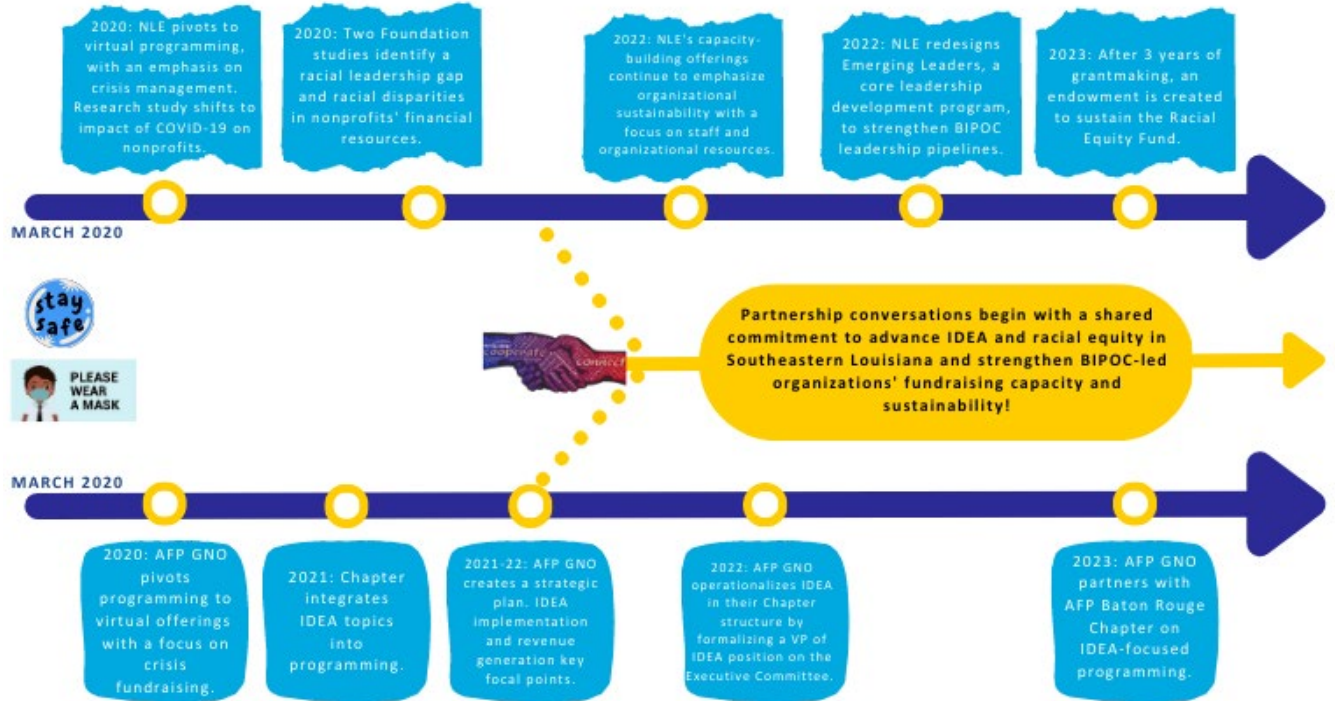 2020: NLE pivots to
virtual programming,
with an emphasis on
crisis management.
Research study shifts to
impact of COVID-19 on
nonprofits.
2020: Two Foundation
studies identify a
racial leadership gap
and racial disparities
in nonprofits' financial
resources.
2022: NLE's capacity-
building offerings
continue to emphasize
organizational
sustainability with a
focus on staff and
organizational resources.
2022: NLE redesigns
Emerging Leaders, a
core leadership
development program,
to strengthen BIPOC
leadership pipelines.
2023: After 3 years of
grantmaking, an
endowment is created
to sustain the Racial
Equity Fund.
MARCH 2020
stay
safe
PLEASE
WEAR
A MASK
cooperate
connect
Partnership conversations begin with a shared
commitment to advance IDEA and racial equity in
Southeastern Louisiana and strengthen BIPOC-led
organizations' fundraising capacity and
sustainability!
MARCH 2020
2020: AFP GNO
pivots
programming to
virtual offerings
with a focus on
crisis
fundraising.
2021: Chapter
integrates
IDEA topics
into
programming.
2021-22: AFP GNO
creates a strategic
plan. IDEA
implementation
and revenue
generation key
focal points.
2022: AFP GNO
operationalizes IDEA
in their Chapter
structure by
formalizing a VP of
IDEA position on the
Executive Committee.
2023: AFP GNO
partners with
AFP Baton Rouge
Chapter on
IDEA-focused
programming.